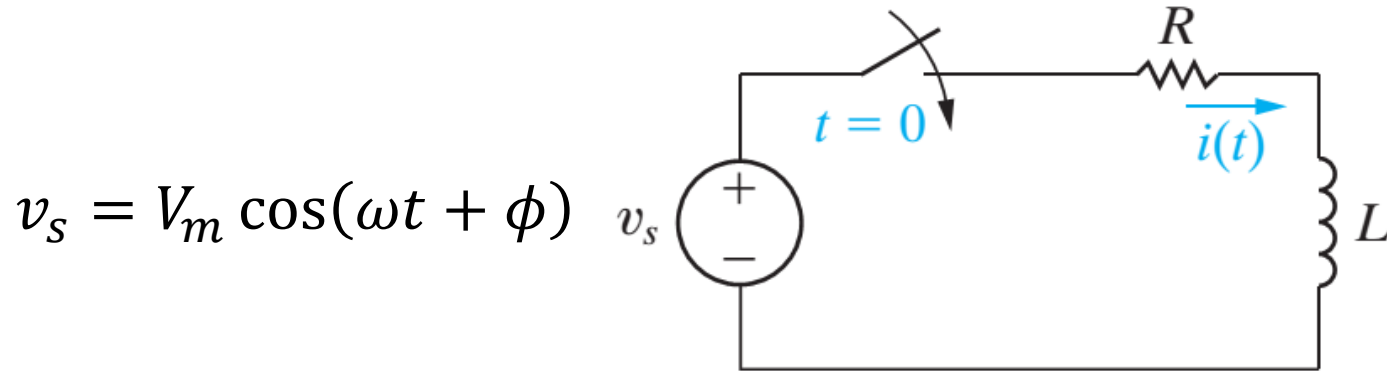 R
t = 0
i(t)
v_s = V_m cos(ωt + ϕ)
v_s
+
−
L